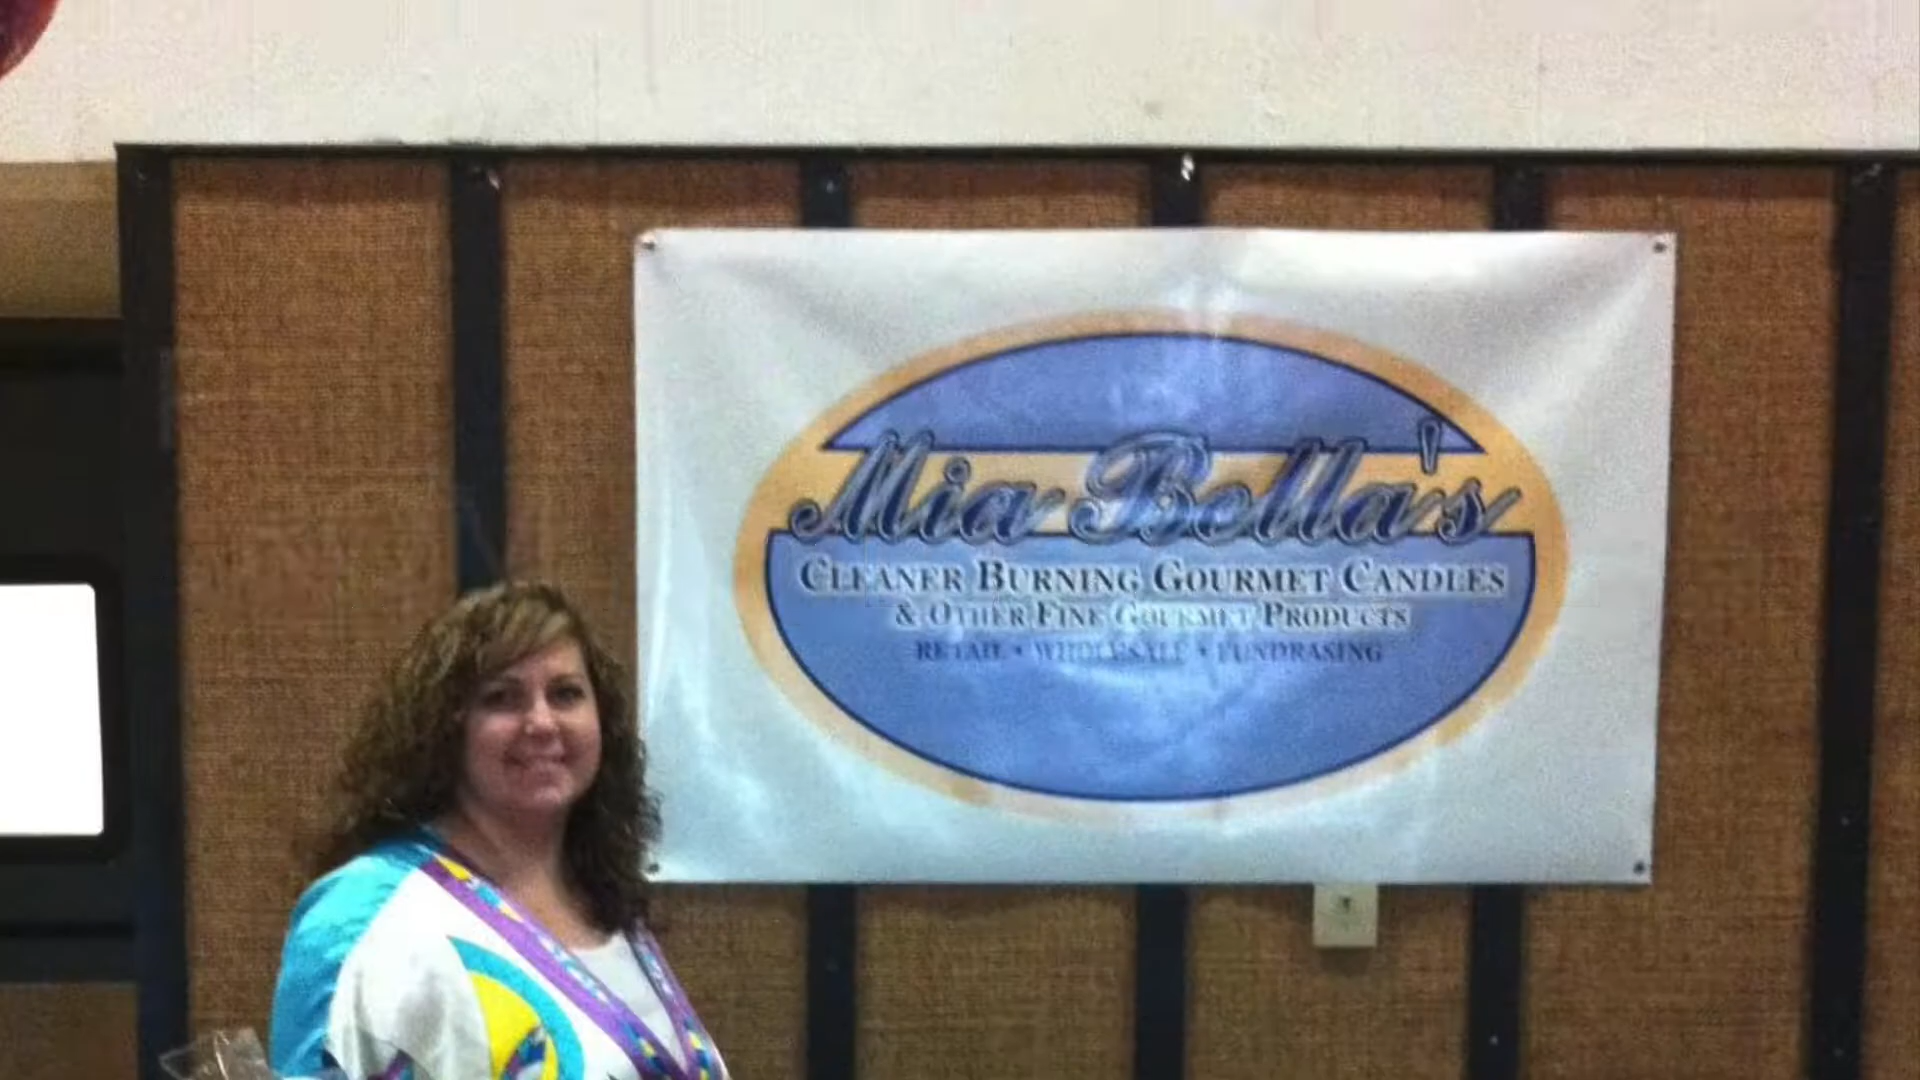 Mia Bella's
CLEANER BURNING GOURMET CANDLES
& OTHER FINE GOURMET PRODUCTS
RETAIL • WHOLESALE • FUNDRASING